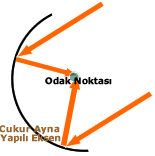 Odak Noktası
Cukur Ayna
Yapılı Eksen